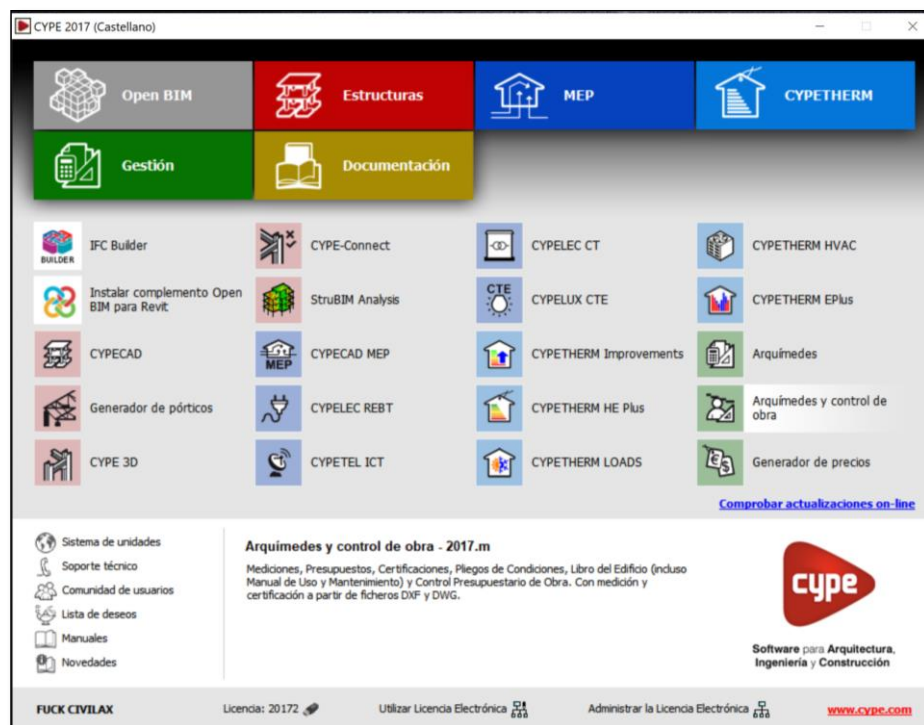 CYPE 2017 (Castellano)
Open BIM
Estructuras
MEP
CYPETHERM
Gestión
Documentación
BUILDER
IFC Builder
CYPE-Connect
CYPELEC CT
CYPETHERM HVAC
Instalar complemento Open
BIM para Revit
StruBIM Analysis
CTE
CYPELUX CTE
CYPETHERM EPlus
CYPECAD
MEP
CYPECAD MEP
CYPETHERM Improvements
Arquímedes
Generador de pórticos
CYPELEC REBT
CYPETHERM HE Plus
Arquímedes y control de
obra
CYPE 3D
CYPETEL ICT
CYPETHERM LOADS
€ $
Generador de precios
Comprobar actualizaciones on-line
Sistema de unidades
Soporte técnico
Comunidad de usuarios
Lista de deseos
Manuales
Novedades
Arquímedes y control de obra - 2017.m
Mediciones, Presupuestos, Certificaciones, Pliegos de Condiciones, Libro del Edificio (incluso
Manual de Uso y Mantenimiento) y Control Presupuestario de Obra. Con medición y
certificación a partir de ficheros DXF y DWG.
cype
Software para Arquitectura,
Ingeniería y Construcción
FUCK CIVILAX
Licencia: 20172
Utilizar Licencia Electrónica
Administrar la Licencia Electrónica
www.cype.com